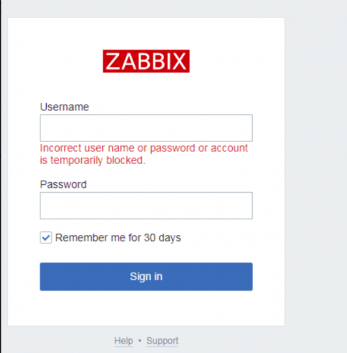 ZABBIX
Username
Incorrect user name or password or account
is temporarily blocked.
Password
Remember me for 30 days
Sign in
Help • Support